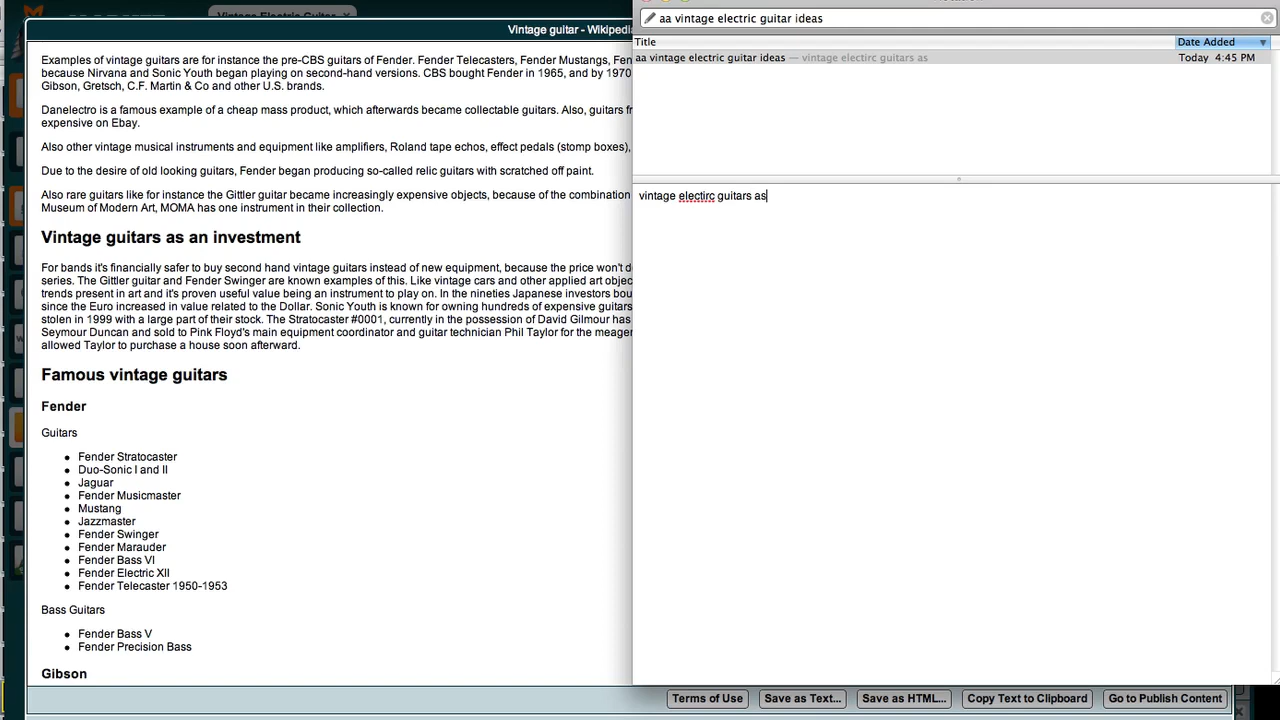 Vintage Electric Guitar
Vintage guitar - Wikipedia
Examples of vintage guitars are for instance the pre-CBS guitars of Fender. Fender Telecasters, Fender Mustangs, Fen
because Nirvana and Sonic Youth began playing on second-hand versions. CBS bought Fender in 1965, and by 1970
Gibson, Gretsch, C.F. Martin & Co and other U.S. brands.
Danelectro is a famous example of a cheap mass product, which afterwards became collectable guitars. Also, guitars fr
expensive on Ebay.
Also other vintage musical instruments and equipment like amplifiers, Roland tape echos, effect pedals (stomp boxes),
Due to the desire of old looking guitars, Fender began producing so-called relic guitars with scratched off paint.
Also rare guitars like for instance the Gittler guitar became increasingly expensive objects, because of the combination
Museum of Modern Art, MOMA has one instrument in their collection.
Vintage guitars as an investment
For bands it's financially safer to buy second hand vintage guitars instead of new equipment, because the price won't d
series. The Gittler guitar and Fender Swinger are known examples of this. Like vintage cars and other applied art objec
trends present in art and it's proven useful value being an instrument to play on. In the nineties Japanese investors bou
since the Euro increased in value related to the Dollar. Sonic Youth is known for owning hundreds of expensive guitars
stolen in 1999 with a large part of their stock. The Stratocaster #0001, currently in the possession of David Gilmour has
Seymour Duncan and sold to Pink Floyd's main equipment coordinator and guitar technician Phil Taylor for the meager
allowed Taylor to purchase a house soon afterward.
Famous vintage guitars
Fender
Guitars
Fender Stratocaster
Duo-Sonic I and II
Jaguar
Fender Musicmaster
Mustang
Jazzmaster
Fender Swinger
Fender Marauder
Fender Bass VI
Fender Electric XII
Fender Telecaster 1950-1953
Bass Guitars
Fender Bass V
Fender Precision Bass
Gibson
aa vintage electric guitar ideas
Title Date Added
aa vintage electric guitar ideas — vintage electirc guitars as Today 4:45 PM
vintage electirc guitars as
Terms of Use Save as Text... Save as HTML... Copy Text to Clipboard Go to Publish Content